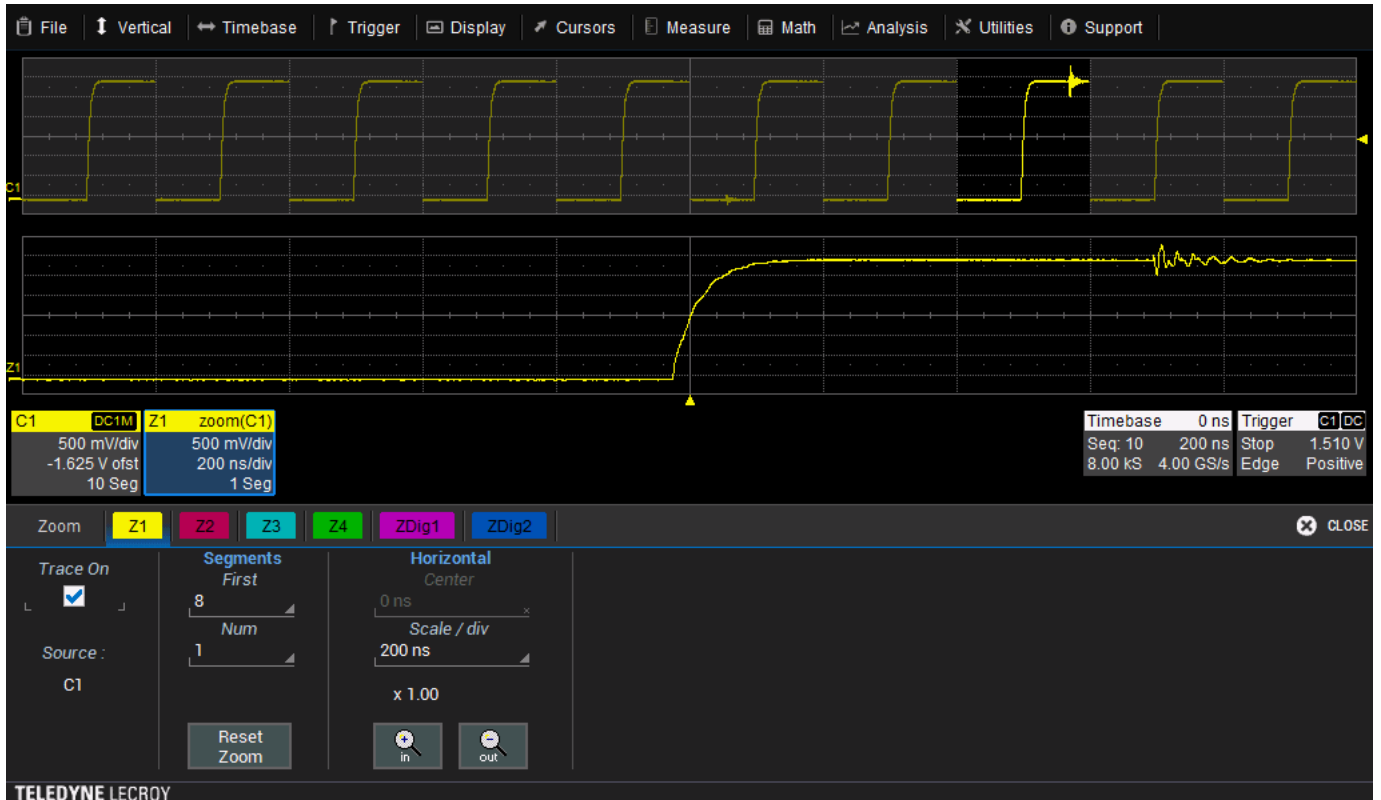 File Vertical Timebase Trigger Display Cursors Measure Math Analysis Utilities Support
C1
Z1
C1 DC1M
500 mV/div
-1.625 V ofst
10 Seg
Z1 zoom(C1)
500 mV/div
200 ns/div
1 Seg
Timebase 0 ns
Seq: 10 200 ns
8.00 kS 4.00 GS/s
Trigger C1 DC
Stop 1.510 V
Edge Positive
Zoom Z1 Z2 Z3 Z4 ZDig1 ZDig2 CLOSE
Trace On
Source :
C1
Segments
First
8
Num
1
Reset
Zoom
Horizontal
Center
0 ns
Scale / div
200 ns
x 1.00
in out
TELEDYNE LECROY